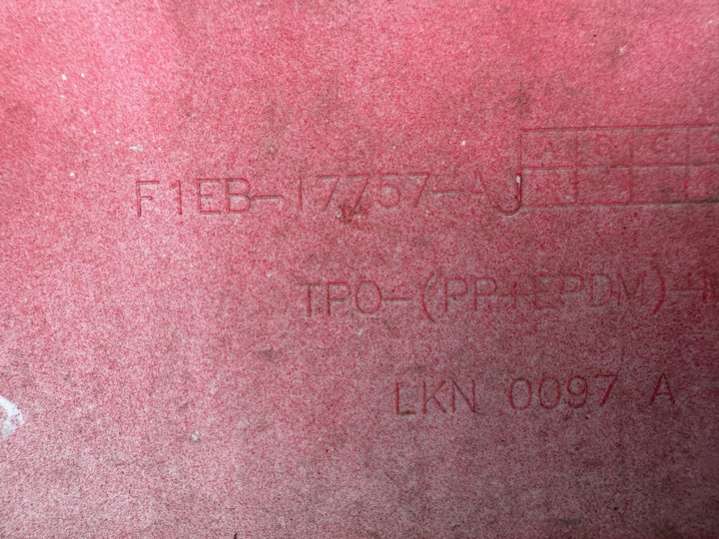 A S C
F1EB-17757-AJ
TPO-(PP+EPDM)-
LKN 0097 A